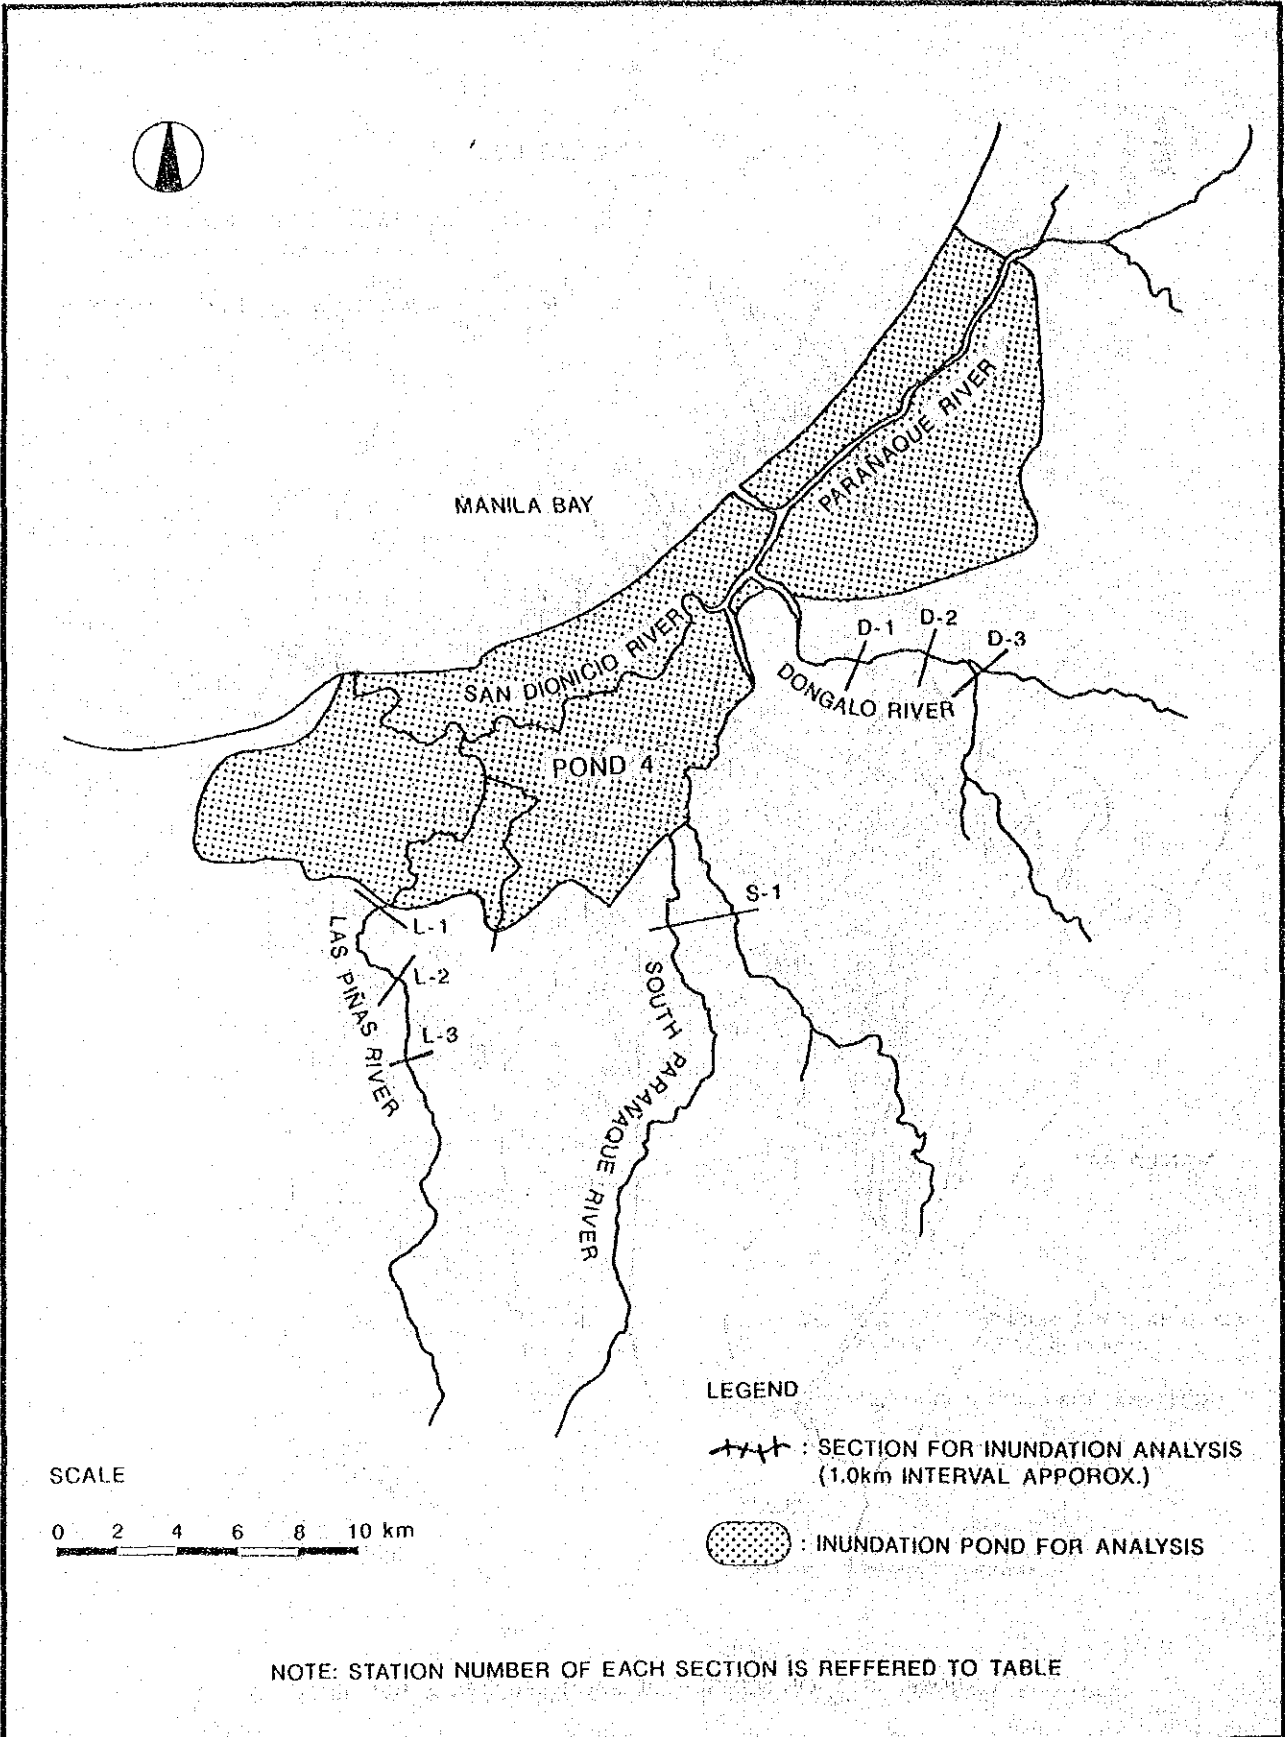 MANILA BAY
PARAÑAQUE RIVER
D-1
D-2
D-3
SAN DIONICIO RIVER
DONGALO RIVER
POND 4
S-1
L-1
LAS PIÑAS RIVER
L-2
SOUTH PARAÑAQUE RIVER
L-3
LEGEND
: SECTION FOR INUNDATION ANALYSIS
(1.0km INTERVAL APPOROX.)
SCALE
0 2 4 6 8 10 km
: INUNDATION POND FOR ANALYSIS
NOTE: STATION NUMBER OF EACH SECTION IS REFFERED TO TABLE